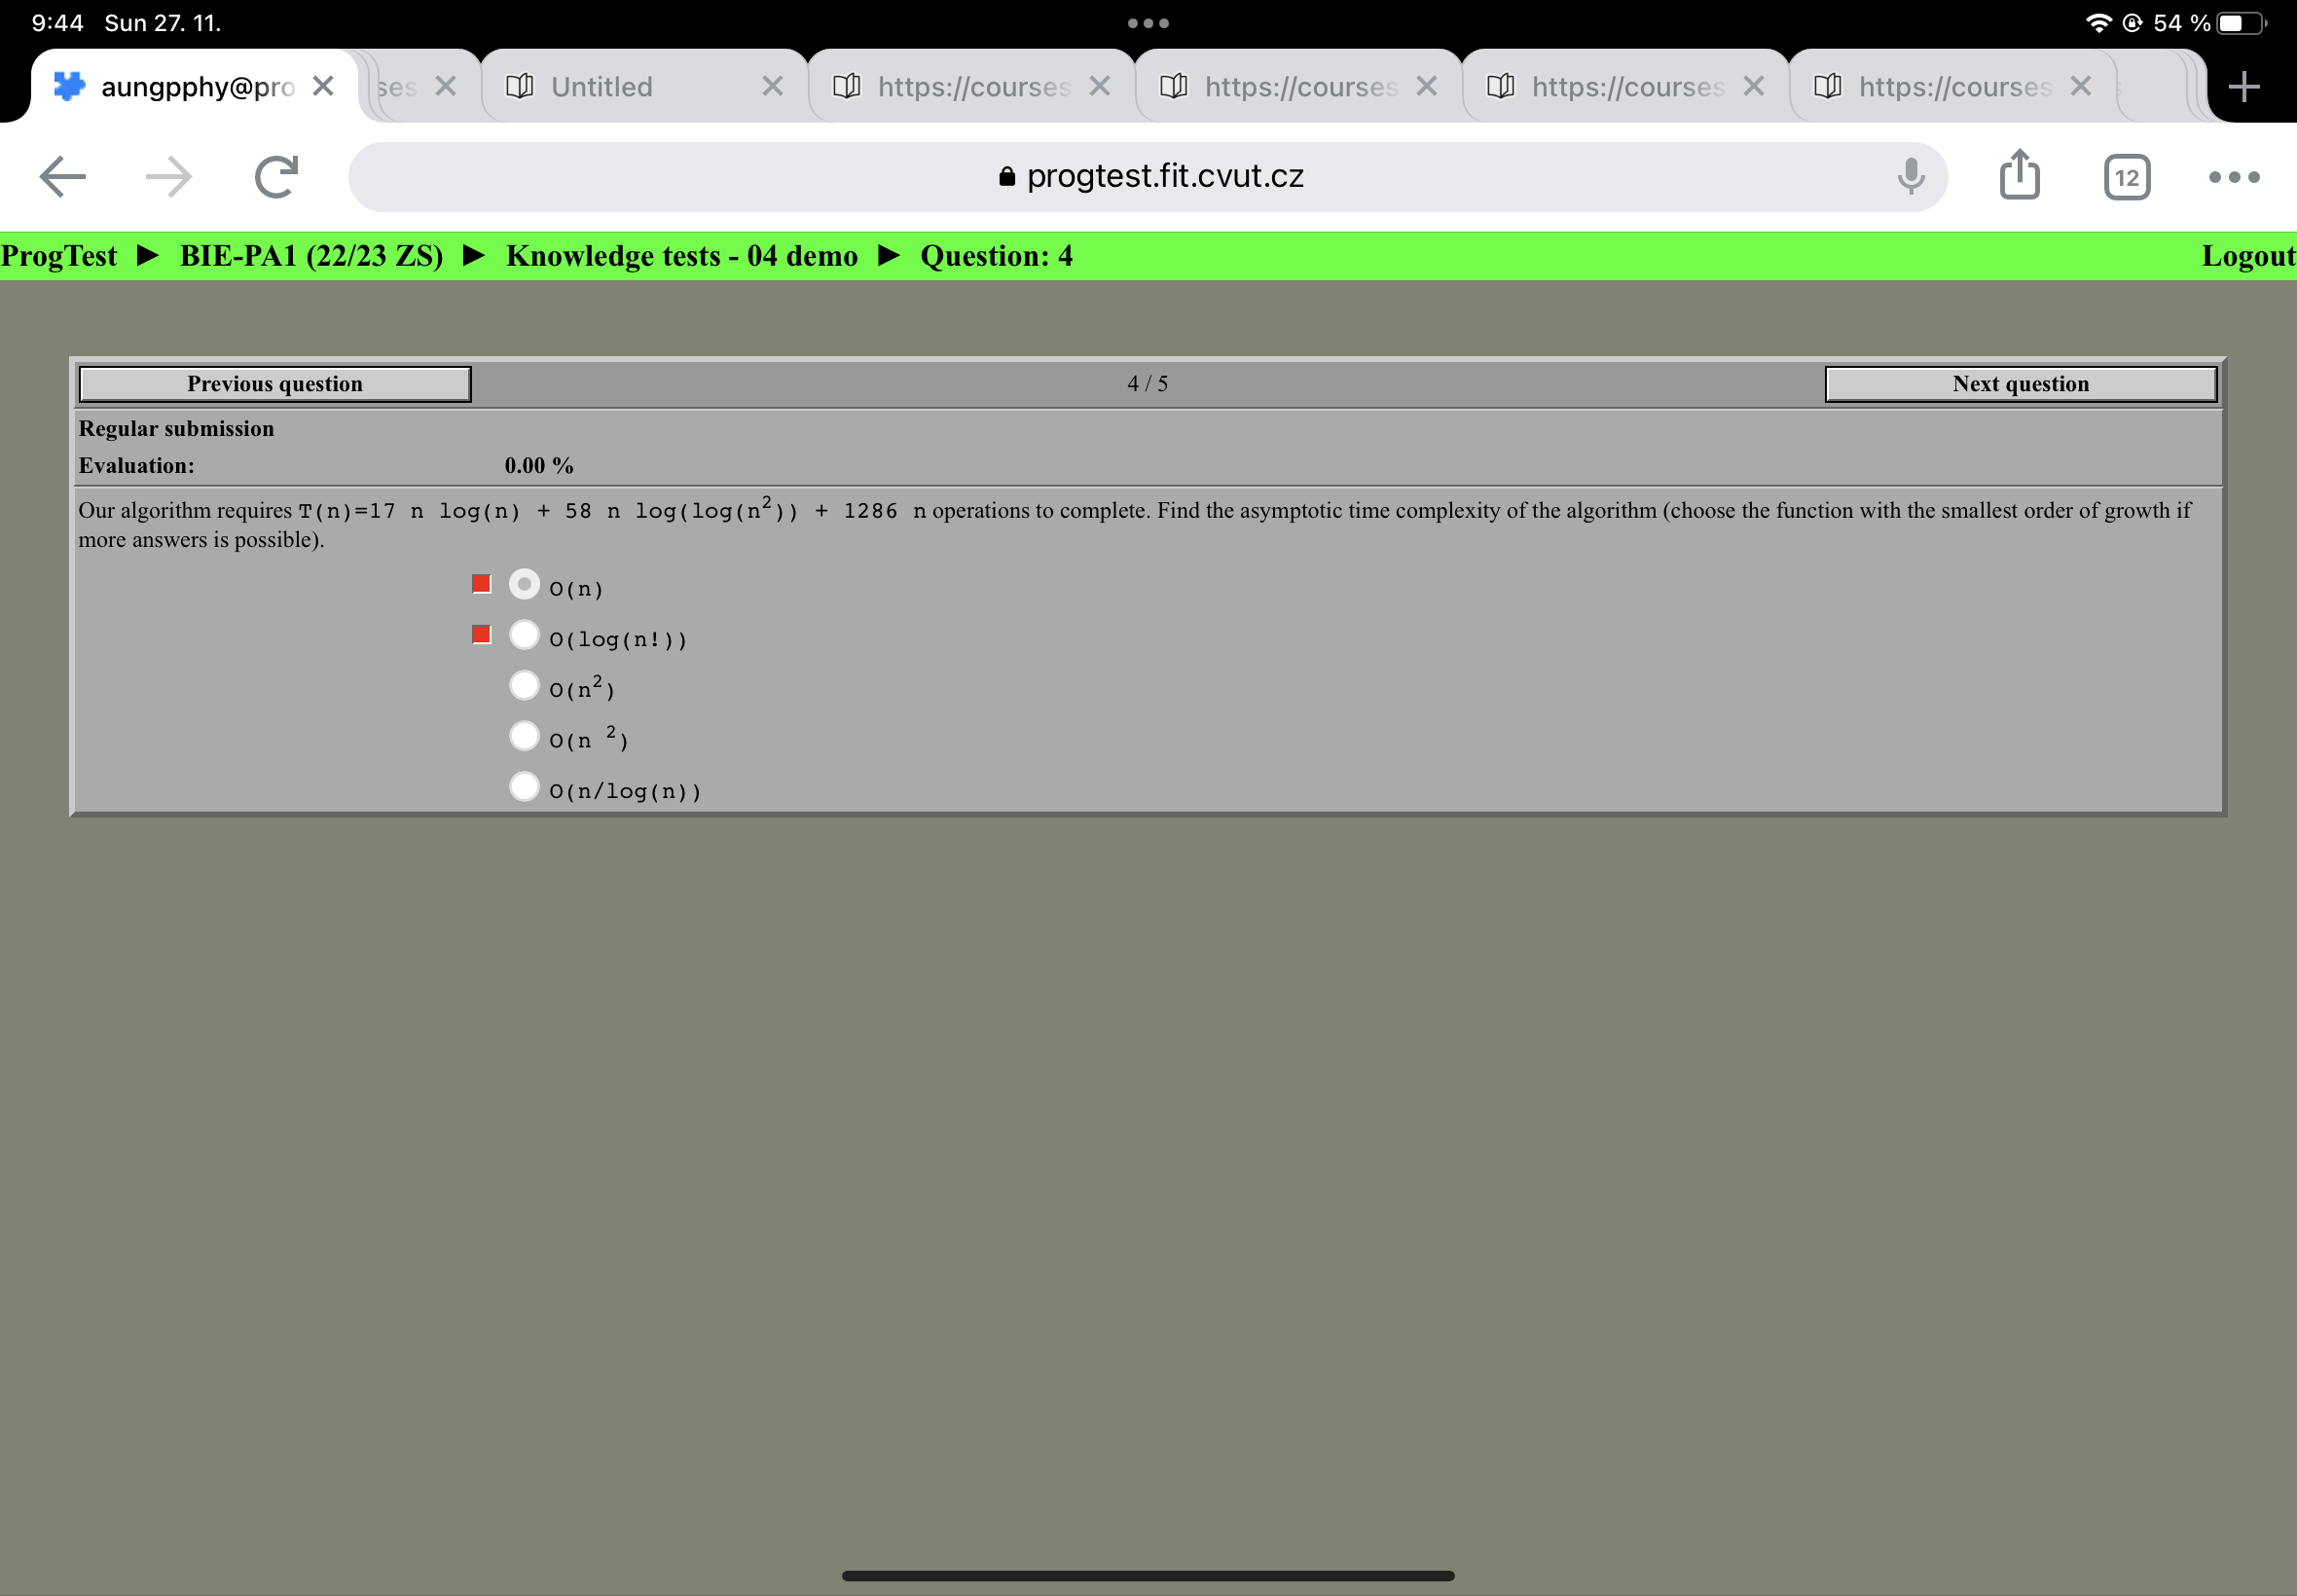 9:44 Sun 27. 11.
54 %
aungpphy@pro
ses
Untitled
https://courses
https://courses
https://courses
https://courses
progtest.fit.cvut.cz
12
ProgTest ► BIE-PA1 (22/23 ZS) ► Knowledge tests - 04 demo ► Question: 4
Logout
Previous question
4 / 5
Next question
Regular submission
Evaluation: 0.00 %
Our algorithm requires T(n)=17 n log(n) + 58 n log(log(n²)) + 1286 n operations to complete. Find the asymptotic time complexity of the algorithm (choose the function with the smallest order of growth if
more answers is possible).
O(n)
O(log(n!))
O(n²)
O(n ²)
O(n/log(n))